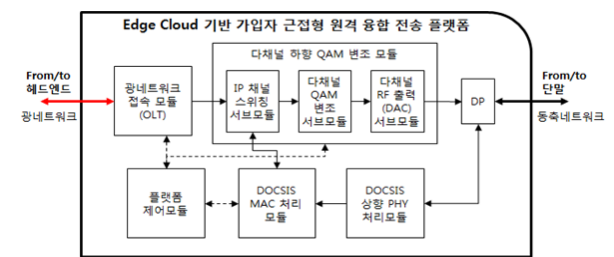 Edge Cloud 기반 가입자 근접형 원격 융합 전송 플랫폼
다채널 하향 QAM 변조 모듈
From/to
헤드엔드
광네트워크
광네트워크
접속 모듈
(OLT)
IP 채널
스위칭
서브모듈
다채널
QAM
변조
서브모듈
다채널
RF 출력
(DAC)
서브모듈
DP
From/to
단말
동축네트워크
플랫폼
제어모듈
DOCSIS
MAC 처리
모듈
DOCSIS
상향 PHY
처리모듈